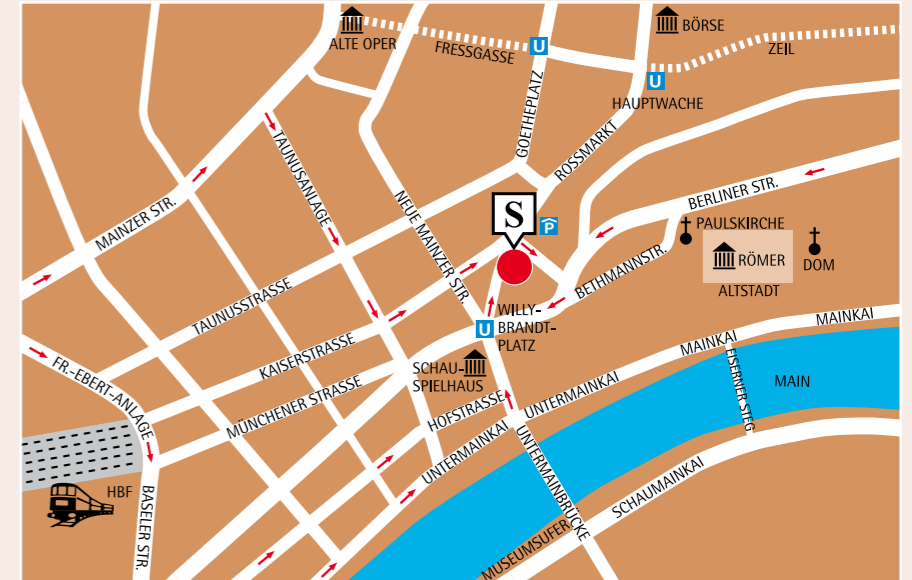 BÖRSE
ALTE OPER
FRESSGASSE
U
ZEIL
U
HAUPTWACHE
GOETHEPLATZ
ROSSMARKT
TAUNUSANLAGE
MAINZER STR.
NEUE MAINZER STR.
BERLINER STR.
S
P
PAULSKIRCHE
RÖMER
DOM
ALTSTADT
BETHMANNSTR.
TAUNUSSTRASSE
KAISERSTRASSE
U
WILLY-
BRANDT-
PLATZ
MAINKAI
MAINKAI
FR.-EBERT-ANLAGE
MÜNCHENER STRASSE
SCHAU-
SPIELHAUS
HOFSTRASSE
UNTERMAINKAI
EISERNER STEG
MAIN
UNTERMAINKAI
UNTERMAINBRÜCKE
SCHAUMAINKAI
HBF
BASELER STR.
MUSEUMSUFER